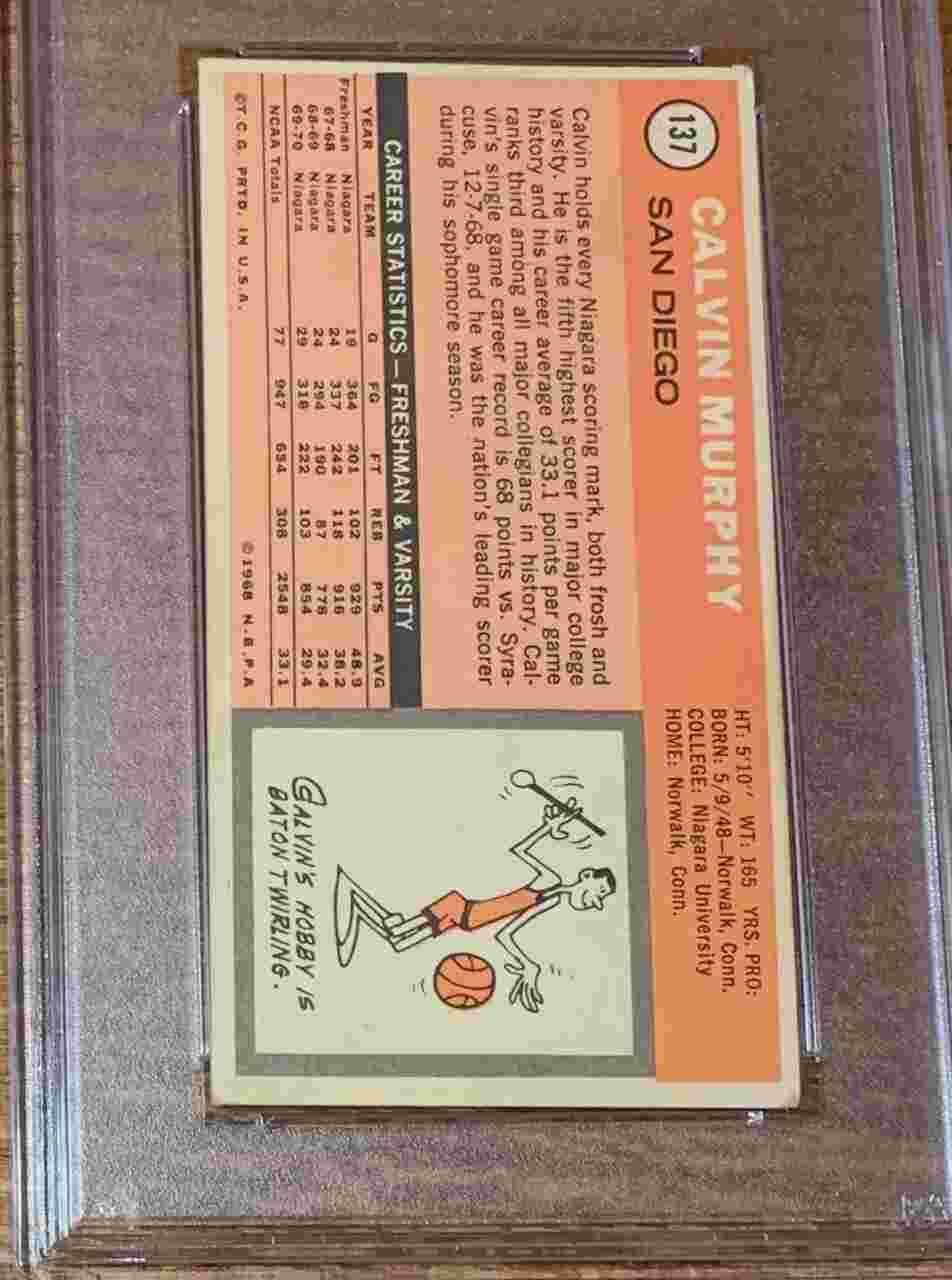 137
CALVIN MURPHY
SAN DIEGO
HT: 5'10" WT: 165 YRS. PRO:
BORN: 5/9/48—Norwalk, Conn.
COLLEGE: Niagara University
HOME: Norwalk, Conn.
Calvin holds every Niagara scoring mark, both frosh and
varsity. He is the fifth highest scorer in major college
history and his career average of 33.1 points per game
ranks third among all major collegians in history. Cal-
vin's single game career record is 68 points vs. Syra-
cuse, 12-7-68, and he was the nation's leading scorer
during his sophomore season.
CAREER STATISTICS — FRESHMAN & VARSITY
YEAR TEAM G FG FT REB PTS AVG
Freshman Niagara 19 364 201 102 929 48.9
67-68 Niagara 24 337 242 118 916 38.2
68-69 Niagara 24 294 190 87 778 32.4
69-70 Niagara 29 318 222 103 854 29.4
NCAA Totals 77 947 654 308 2548 33.1
©T.C.G. PRTD. IN U.S.A. ©1968 N.B.P.A
CALVIN'S HOBBY IS
BATON TWIRLING.